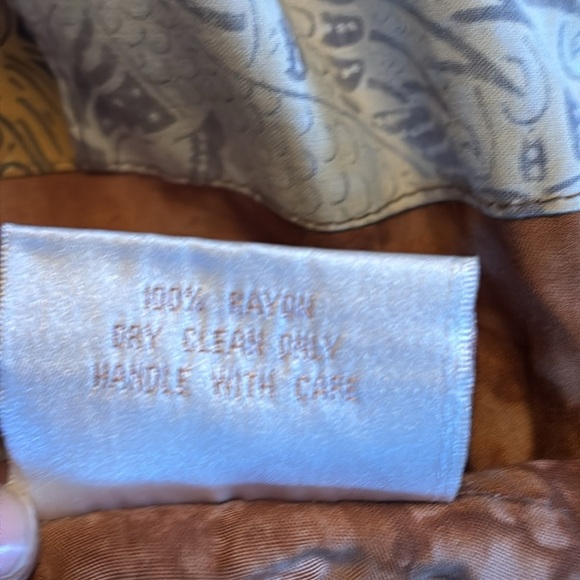 100% RAYON
DRY CLEAN ONLY
HANDLE WITH CARE